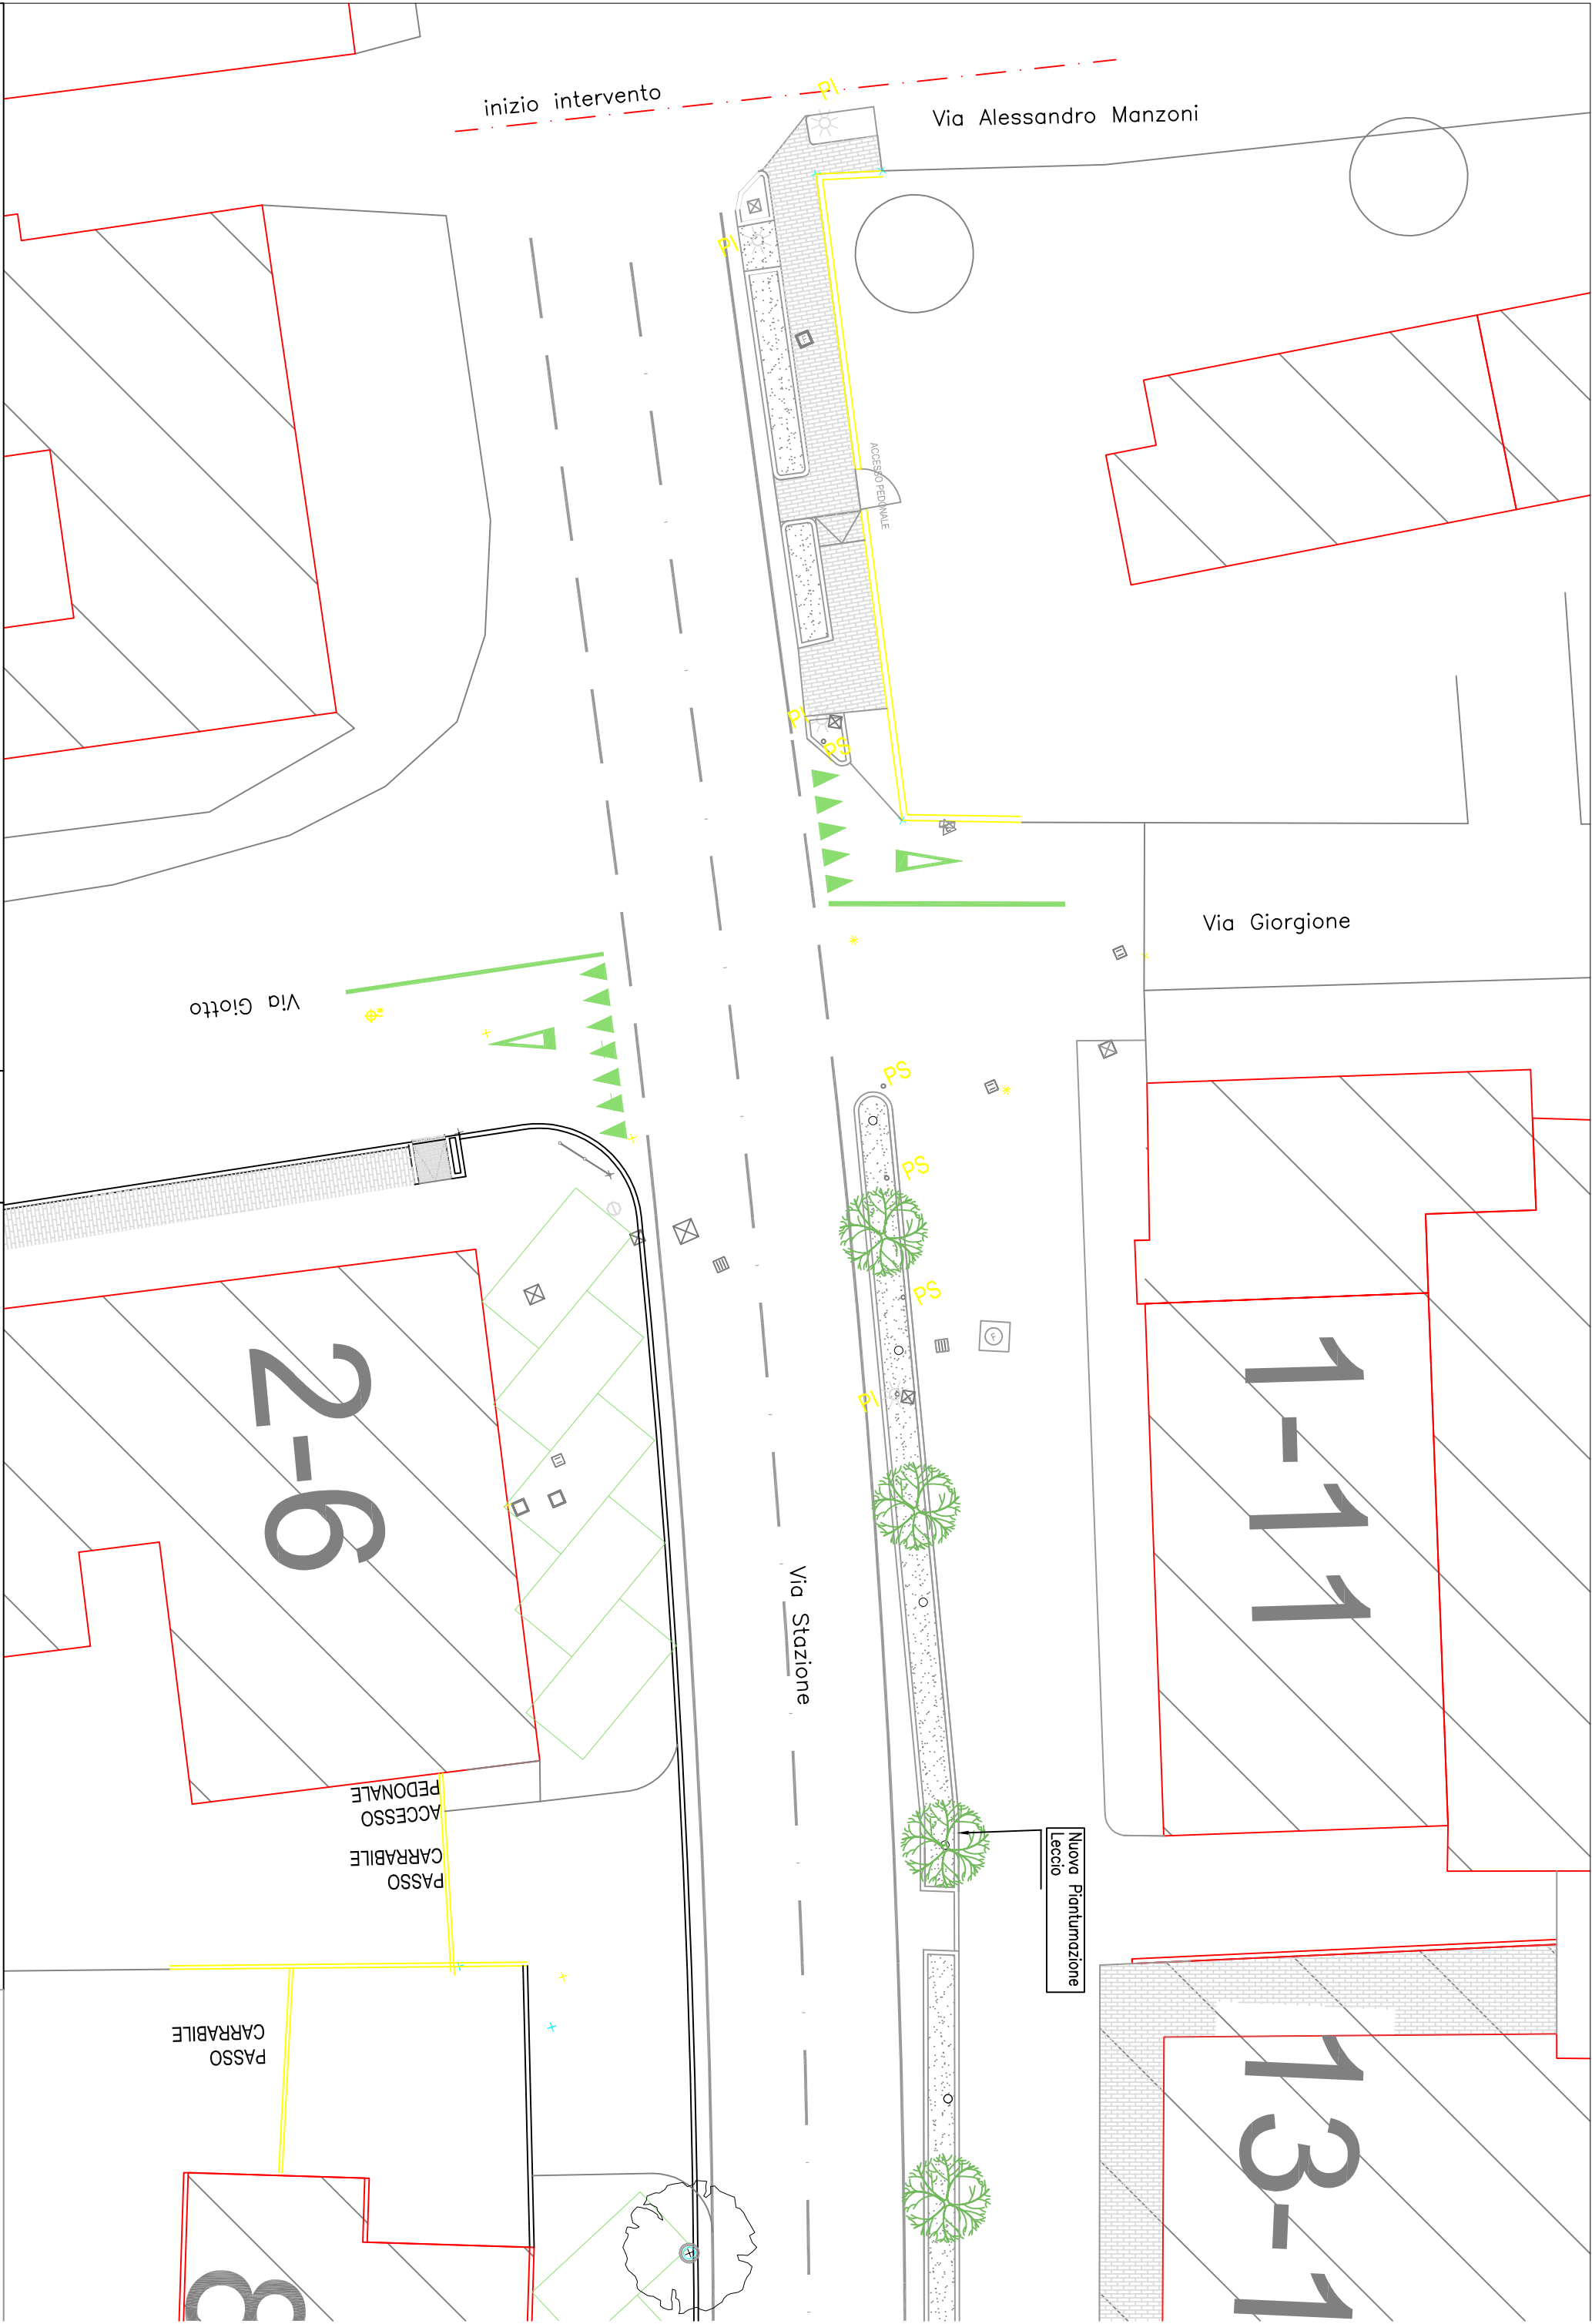 inizio intervento
Via Alessandro Manzoni
PI
PI
ACCESSO PEDONALE
PI
PS
Via Giorgione
Via Giotto
PS
PS
PS
F
PI
2-6
1-11
Via Stazione
ACCESSO
PEDONALE
PASSO
CARRABILE
Nuova Piantumazione
Leccio
PASSO
CARRABILE
13-1
8